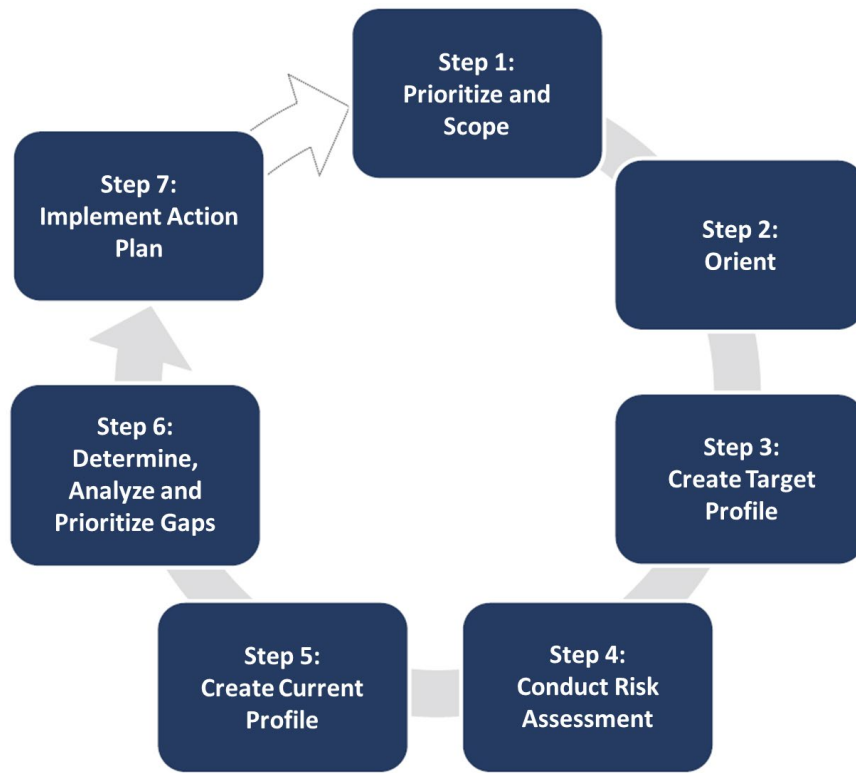 Step 1:
Prioritize and
Scope
Step 2:
Orient
Step 3:
Create Target
Profile
Step 4:
Conduct Risk
Assessment
Step 5:
Create Current
Profile
Step 6:
Determine,
Analyze and
Prioritize Gaps
Step 7:
Implement Action
Plan